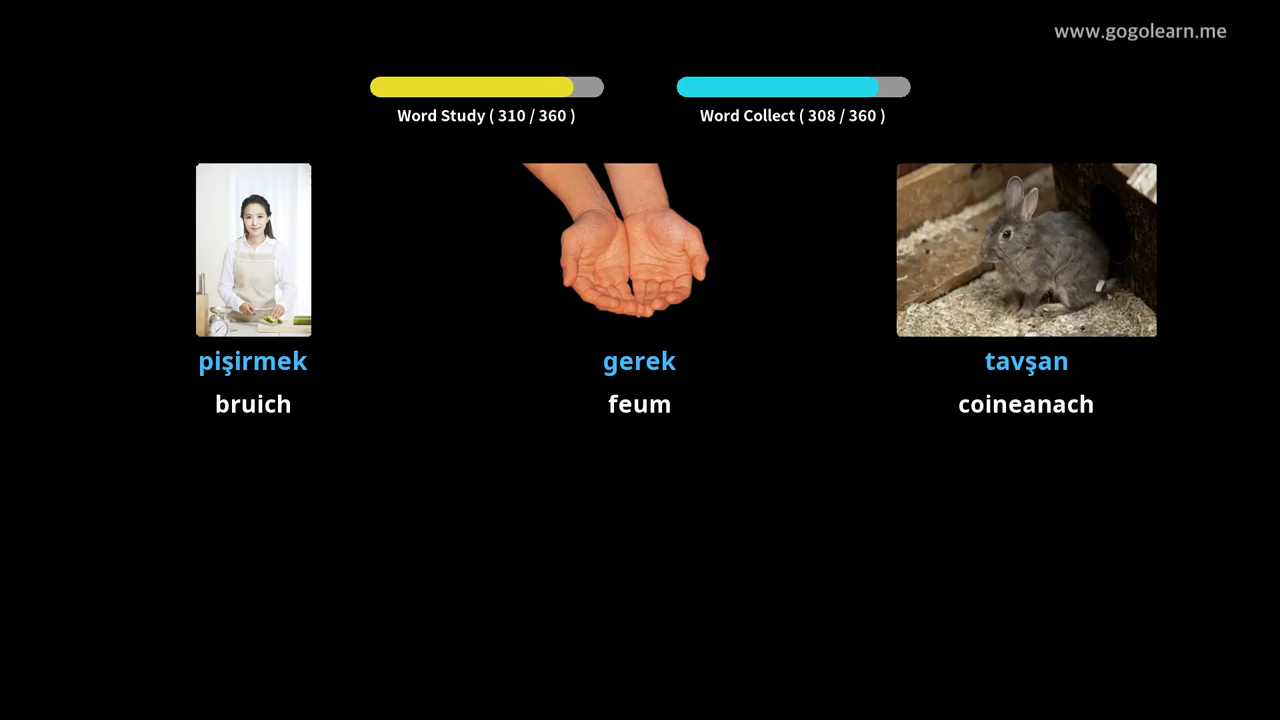 www.gogolearn.me
Word Study ( 310 / 360 )
Word Collect ( 308 / 360 )
pişirmek
bruich
gerek
feum
tavşan
coineanach